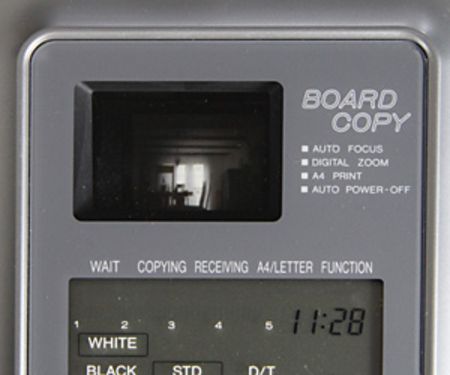 BOARD
COPY
AUTO FOCUS
DIGITAL ZOOM
A4 PRINT
AUTO POWER-OFF
WAIT COPYING RECEIVING A4/LETTER FUNCTION
1 2 3 4 5 11:28
WHITE
BLACK STD D/T